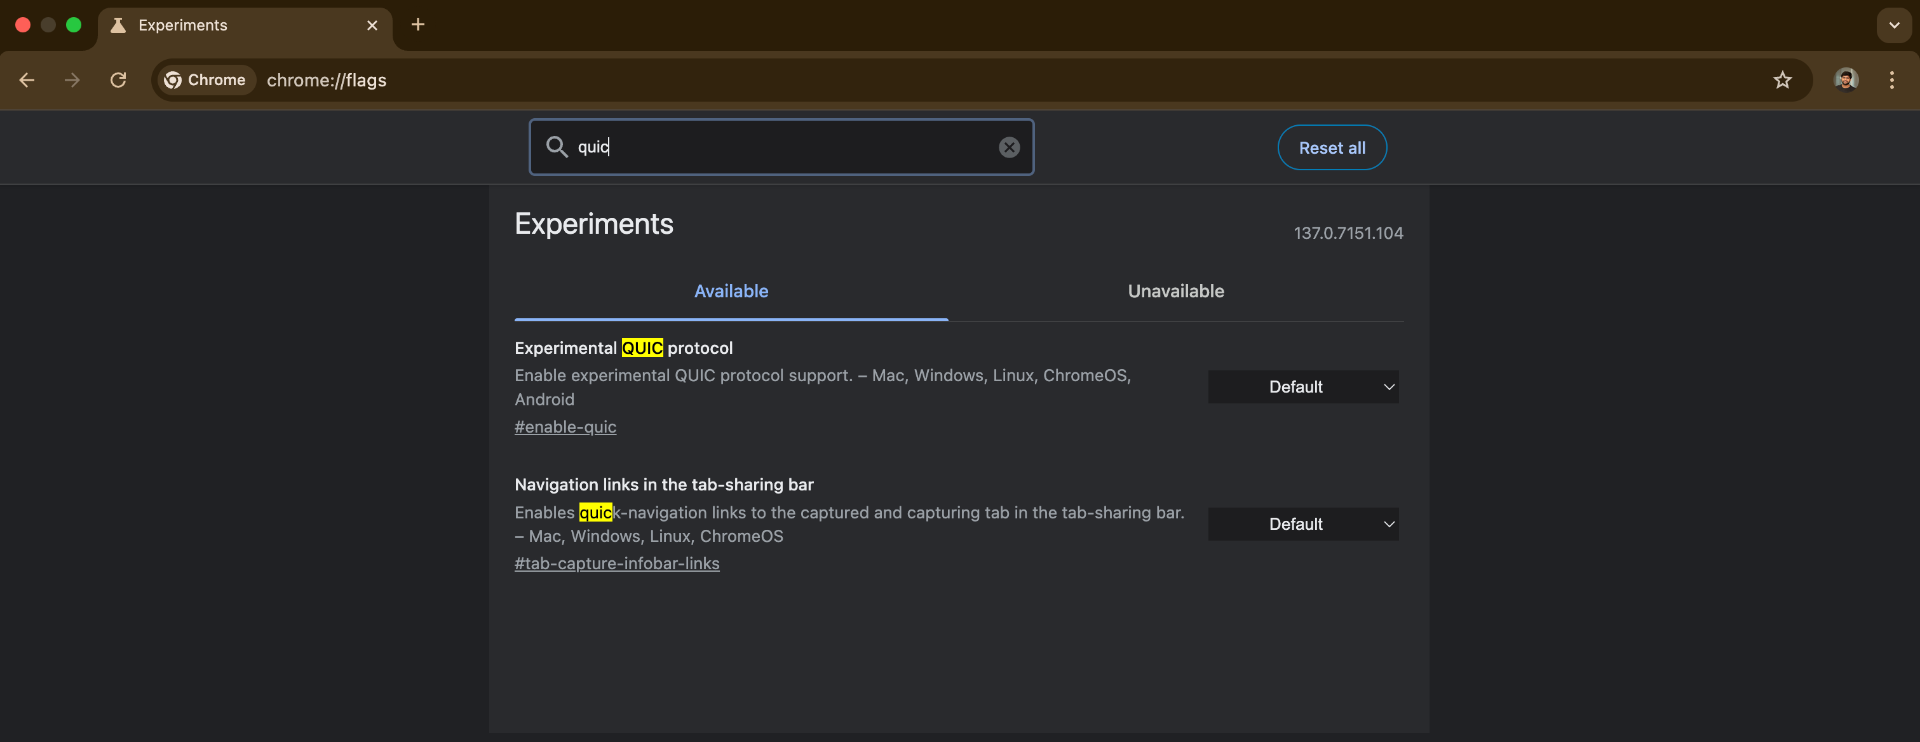 Experiments
Chrome
chrome://flags
quic
Reset all
Experiments
137.0.7151.104
Available
Unavailable
Experimental QUIC protocol
Enable experimental QUIC protocol support. – Mac, Windows, Linux, ChromeOS,
Android
#enable-quic
Default
Navigation links in the tab-sharing bar
Enables quick-navigation links to the captured and capturing tab in the tab-sharing bar.
– Mac, Windows, Linux, ChromeOS
#tab-capture-infobar-links
Default